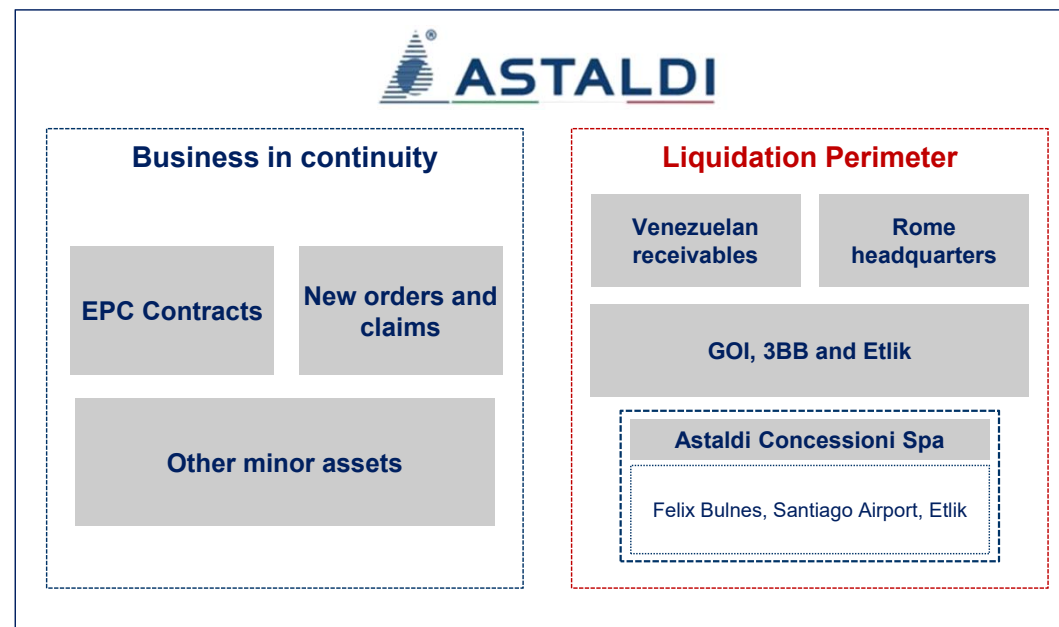 ®
ASTALDI
Business in continuity
EPC Contracts
New orders and
claims
Other minor assets
Liquidation Perimeter
Venezuelan
receivables
Rome
headquarters
GOI, 3BB and Etlik
Astaldi Concessioni Spa
Felix Bulnes, Santiago Airport, Etlik